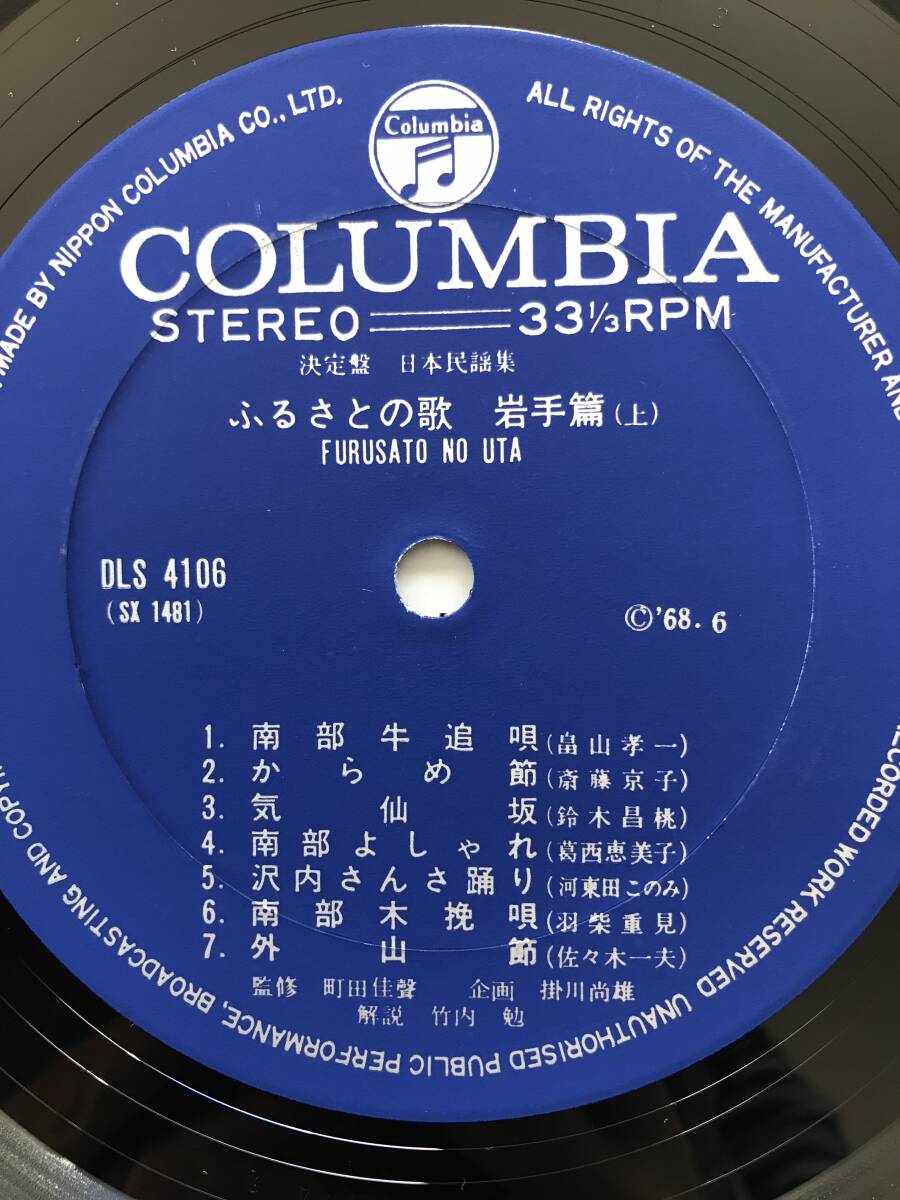 MADE BY NIPPON COLUMBIA CO., LTD.
ALL RIGHTS OF THE MANUFACTURER AND
RECORDED WORK RESERVED UNAUTHORISED PUBLIC PERFORMANCE, BROADCASTING AND COPY
Columbia
COLUMBIA
STEREO 33 1/3 RPM
決定盤 日本民謡集
ふるさとの歌 岩手篇(上)
FURUSATO NO UTA
DLS 4106
(SX 1481)
©'68. 6
1. 南部牛追唄(畠山孝一)
2. からめ節(斎藤京子)
3. 気仙坂(鈴木昌桃)
4. 南部よしゃれ(葛西恵美子)
5. 沢内さんさ踊り(河東田このみ)
6. 南部木挽唄(羽柴重見)
7. 外山節(佐々木一夫)
監修 町田佳聲 企画 掛川尚雄
解説 竹内 勉